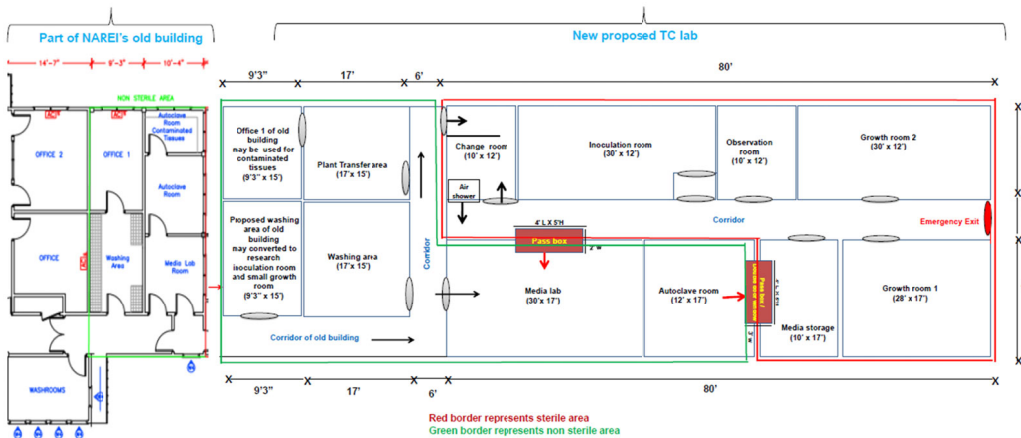 Part of NAREI's old building
New proposed TC lab
14'-7"
9'-3"
10'-4"
9'3"
17'
6'
80'
NON STERILE AREA
AC
AC
OFFICE 2
OFFICE 1
Autoclave
Room
Contaminated
Tissues
Autoclave
Room
OFFICE
AC
Washing
Area
Media Lab
Room
WASHROOMS
Office 1 of old
building
may be used for
contaminated
tissues
(9'3" x 15')
Plant Transfer area
(17'x 15')
Proposed washing
area of old
building
may converted to
research
inoculation room
and small growth
room
(9'3" x 15')
Washing area
(17'x 15')
Corridor of old building
Corridor
Change room
(10' x 12')
Air
shower
Inoculation room
(30' x 12')
Observation
room
(10' x 12')
Growth room 2
(30' x 12')
Corridor
Emergency Exit
4' L X 5'H
Pass box
2' W
Media lab
(30'x 17')
Autoclave room
(12' x 17')
Pass box /
3' W
Media storage
(10' x 17')
Growth room 1
(28' x 17')
9'3"
17'
6'
80'
Red border represents sterile area
Green border represents non sterile area